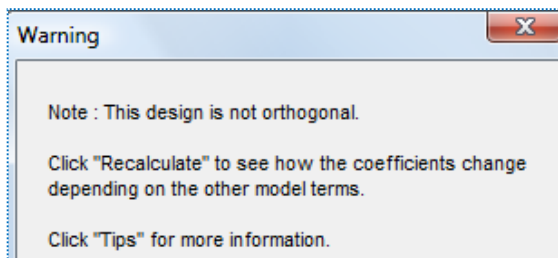 Warning
Note : This design is not orthogonal.
Click "Recalculate" to see how the coefficients change
depending on the other model terms.
Click "Tips" for more information.